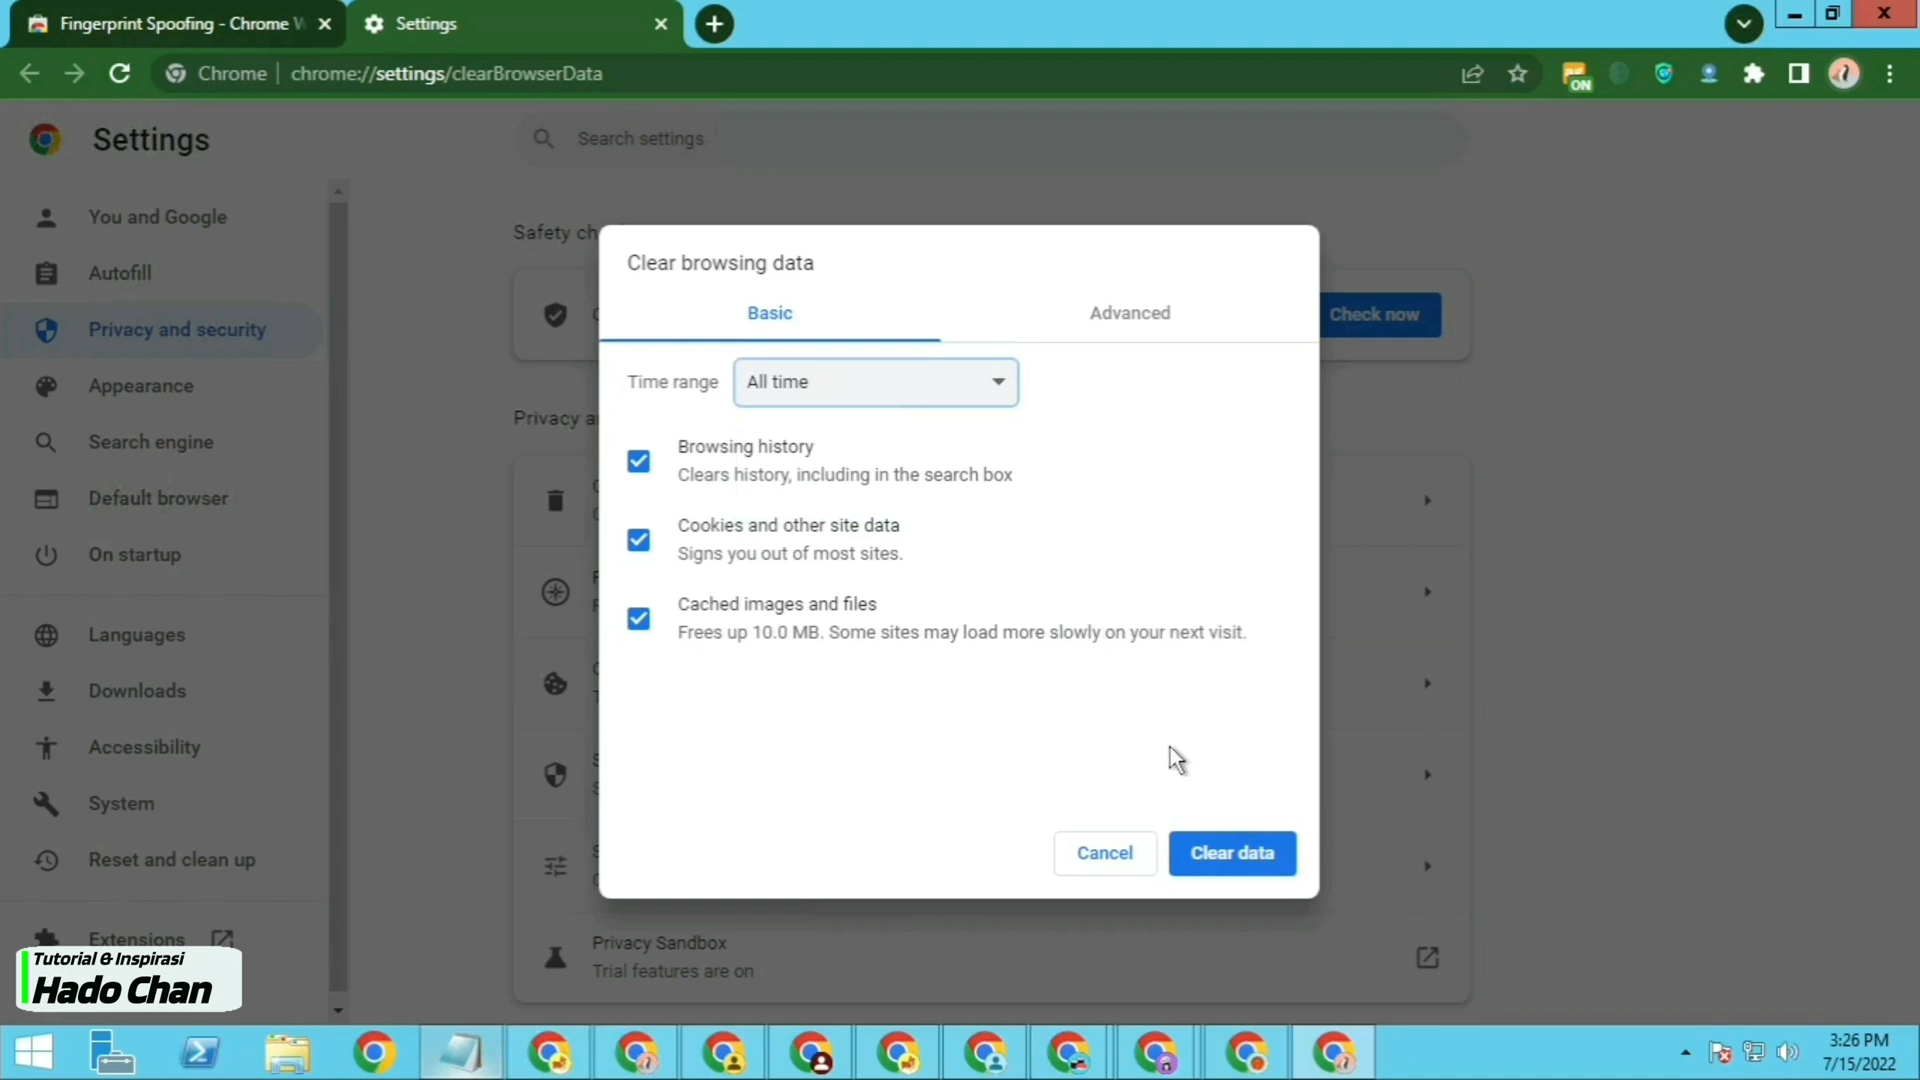 Fingerprint Spoofing - Chrome W
Settings
Chrome
chrome://settings/clearBrowserData
ON
Settings
Search settings
You and Google
Autofill
Privacy and security
Appearance
Search engine
Default browser
On startup
Languages
Downloads
Accessibility
System
Reset and clean up
Extensions
Safety ch
Check now
Privacy a
Clear browsing data
Basic
Advanced
Time range
All time
Browsing history
Clears history, including in the search box
Cookies and other site data
Signs you out of most sites.
Cached images and files
Frees up 10.0 MB. Some sites may load more slowly on your next visit.
Cancel
Clear data
Privacy Sandbox
Trial features are on
Tutorial & Inspirasi
Hado Chan
3:26 PM
7/15/2022